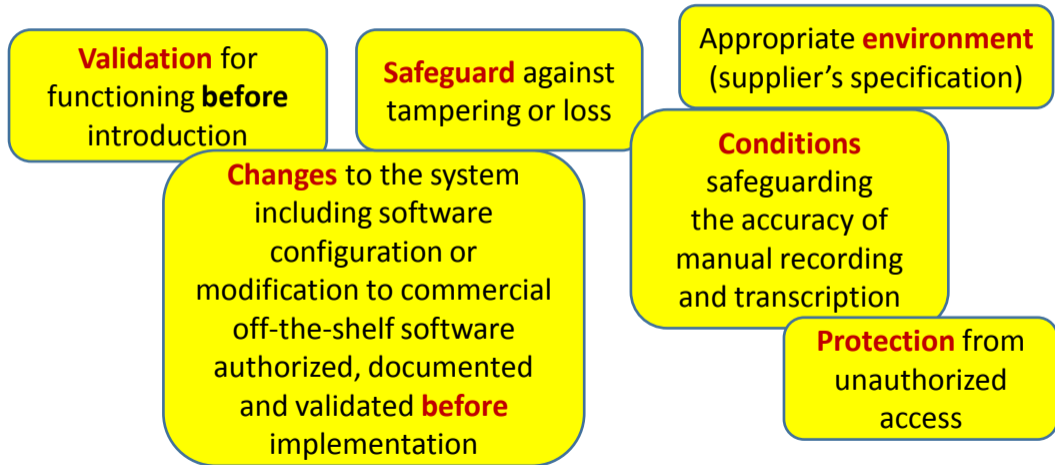 Validation for
functioning before
introduction
Safeguard against
tampering or loss
Appropriate environment
(supplier's specification)
Changes to the system
including software
configuration or
modification to commercial
off-the-shelf software
authorized, documented
and validated before
implementation
Conditions
safeguarding
the accuracy of
manual recording
and transcription
Protection from
unauthorized
access